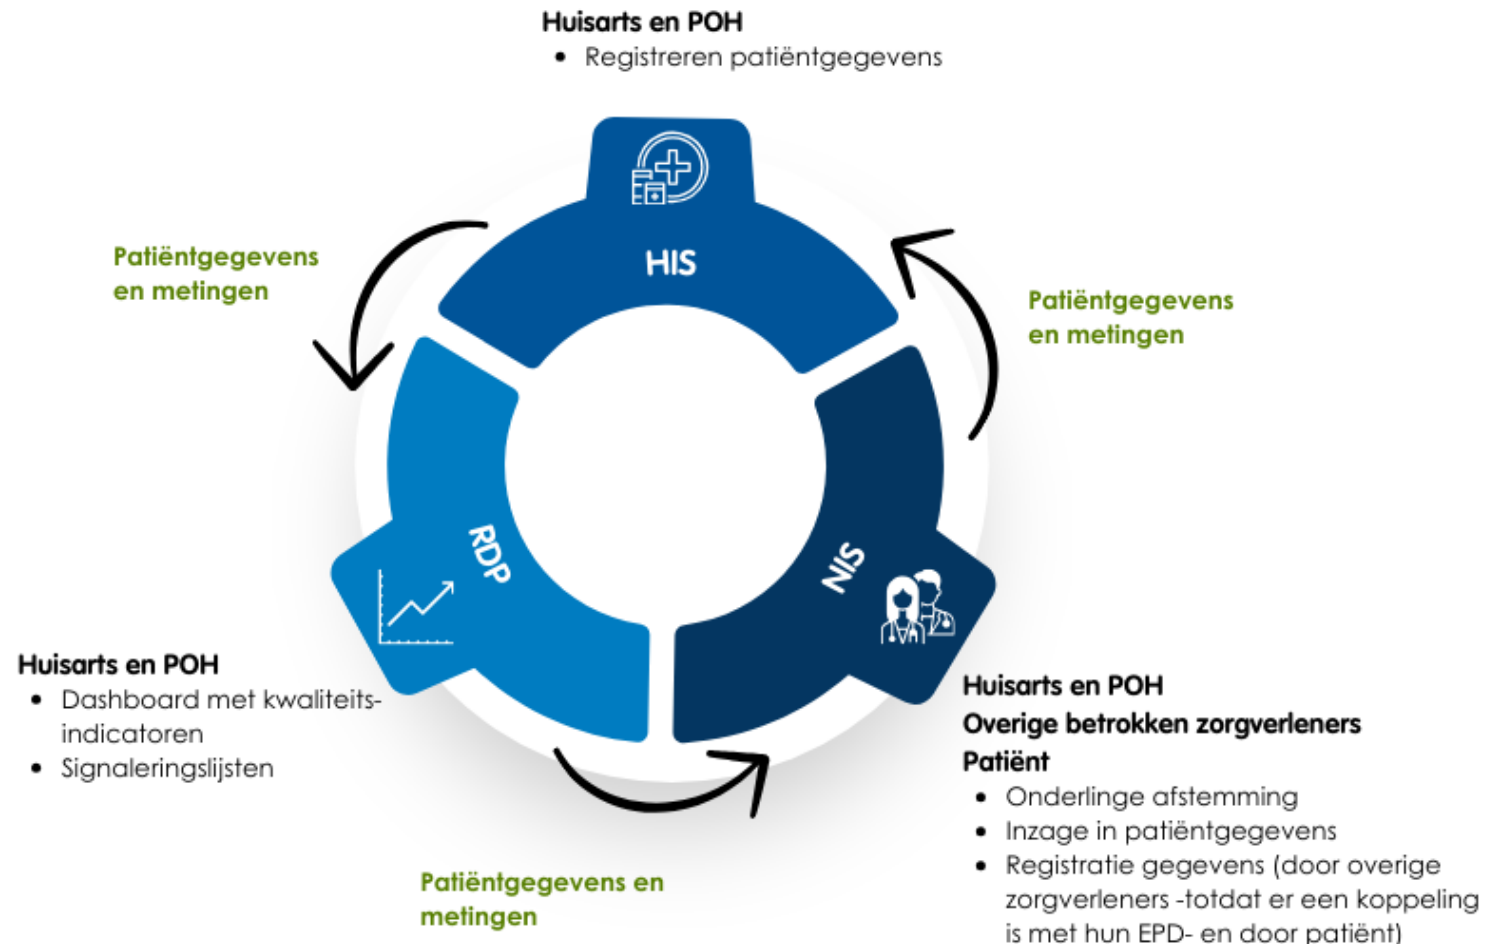 Huisarts en POH
• Registreren patiëntgegevens
HIS
Patiëntgegevens
en metingen
Patiëntgegevens
en metingen
RDP
NIS
Huisarts en POH
• Dashboard met kwaliteits-
indicatoren
• Signaleringslijsten
Huisarts en POH
Overige betrokken zorgverleners
Patiënt
• Onderlinge afstemming
• Inzage in patiëntgegevens
• Registratie gegevens (door overige
zorgverleners -totdat er een koppeling
is met hun EPD- en door patiënt)
Patiëntgegevens en
metingen